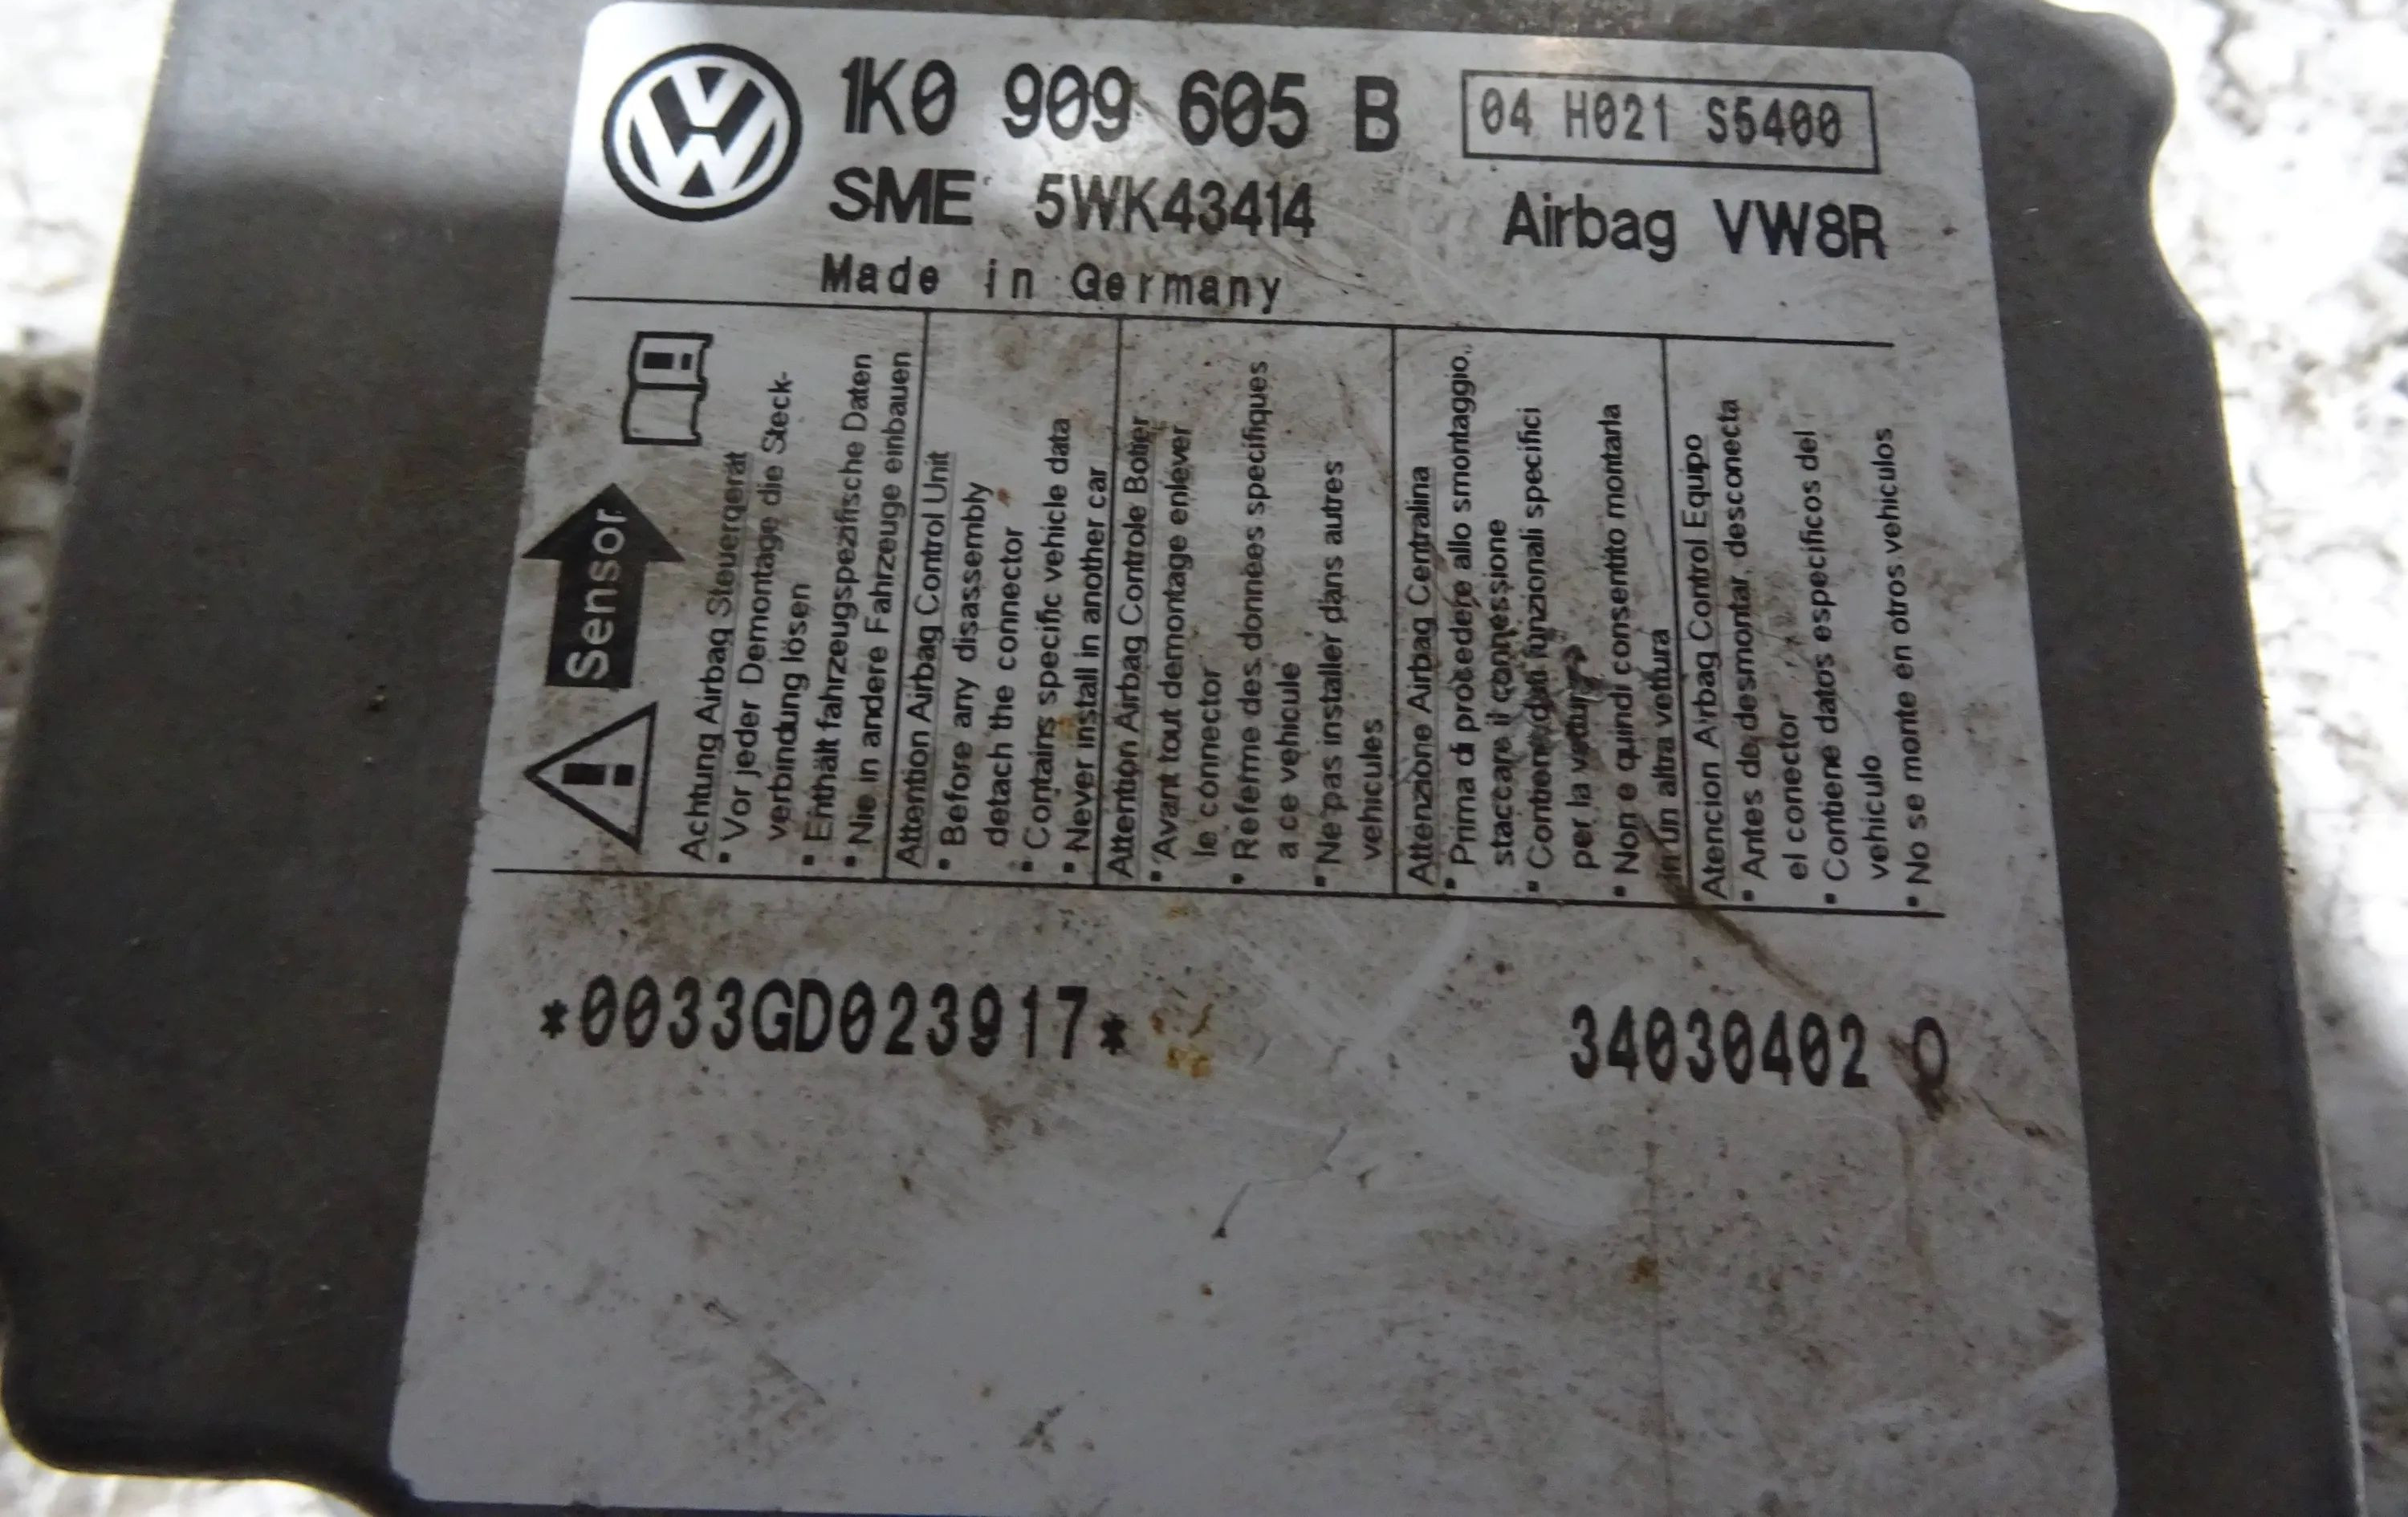 1K0 909 605 B
04 H021 S5400
SME 5WK43414
Airbag VW8R
Made in Germany
Sensor
Achtung Airbag Steuergerät
• Vor jeder Demontage die Steck-
verbindung lösen
• Enthält fahrzeugspezifische Daten
• Nie in andere Fahrzeuge einbauen
Attention Airbag Control Unit
• Before any disassembly
detach the connector
• Contains specific vehicle data
• Never install in another car
Attention Airbag Controle Botier
• Avant tout demontage enlever
le connector
• Referme des données specifiques
a ce vehicule
• Ne pas installer dans autres
vehicules
Attenzione Airbag Centralina
• Prima di procedere allo smontaggio,
staccare il connessione
• Contiene dati funzionali specifici
per la vettura
• Non e quindi consentito montarla
in un altra vettura
Atencion Airbag Control Equipo
• Antes de desmontar, desconecta
el conector
• Contiene datos especificos del
vehiculo
• No se monte en otros vehiculos
*0033GD023917*
34030402 0